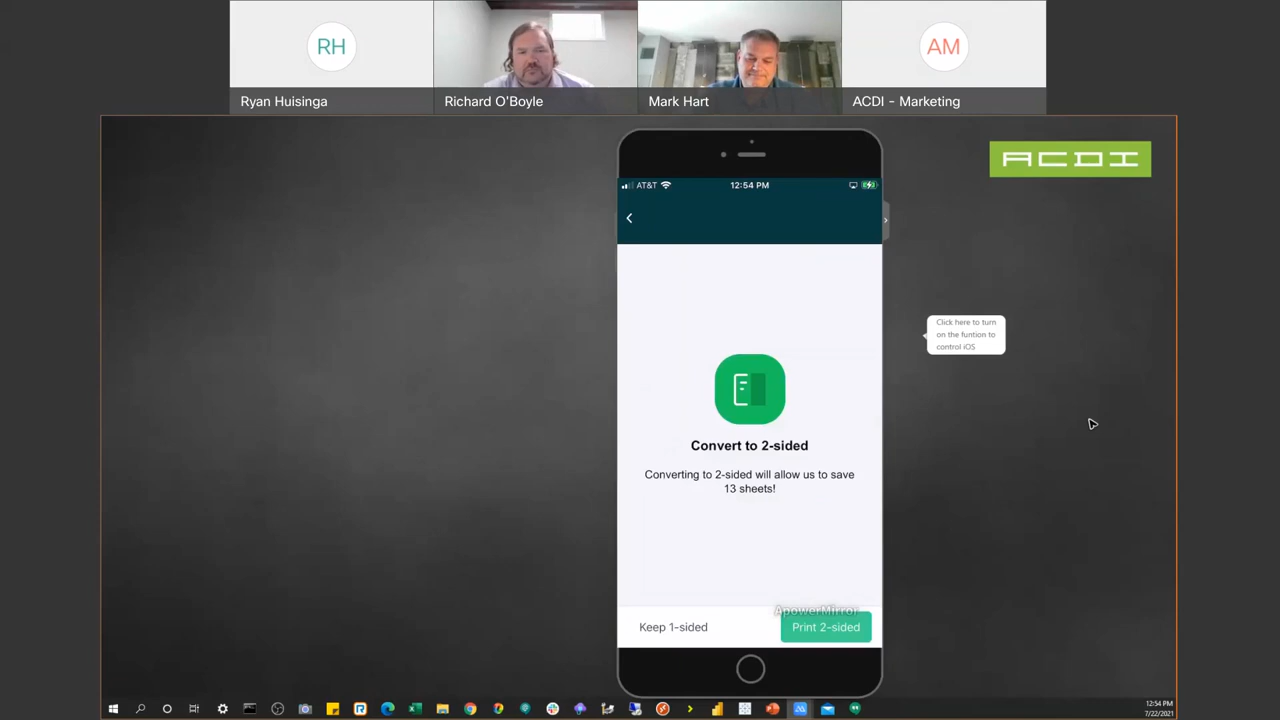 RH
AM
Ryan Huisinga
Richard O'Boyle
Mark Hart
ACDI - Marketing
ACDI
AT&T
12:54 PM
Click here to turn
on the funtion to
control iOS
Convert to 2-sided
Converting to 2-sided will allow us to save
13 sheets!
ApowerMirror
Keep 1-sided
Print 2-sided
12:54 PM
7/22/2021